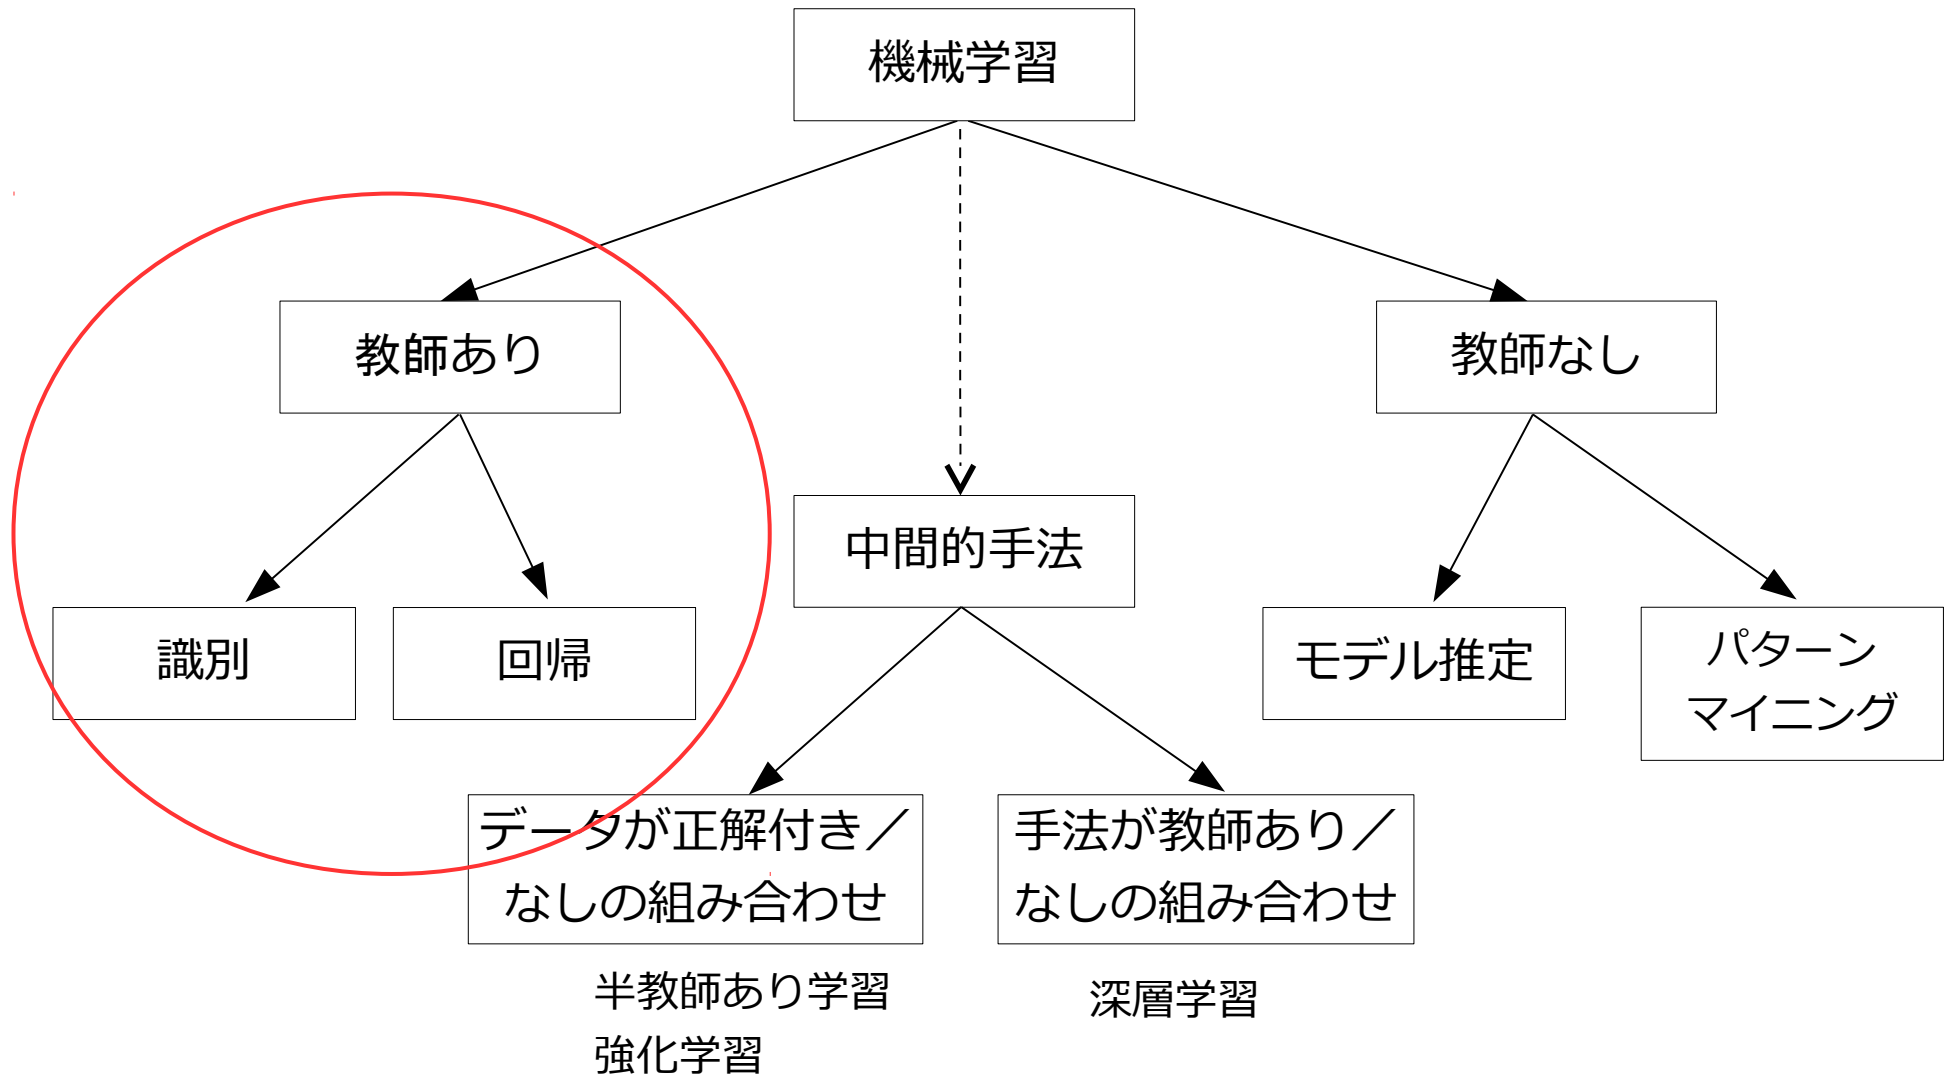 機械学習
教師あり
教師なし
中間的手法
識別
回帰
モデル推定
パターン
マイニング
データが正解付き／
なしの組み合わせ
手法が教師あり／
なしの組み合わせ
半教師あり学習
強化学習
深層学習